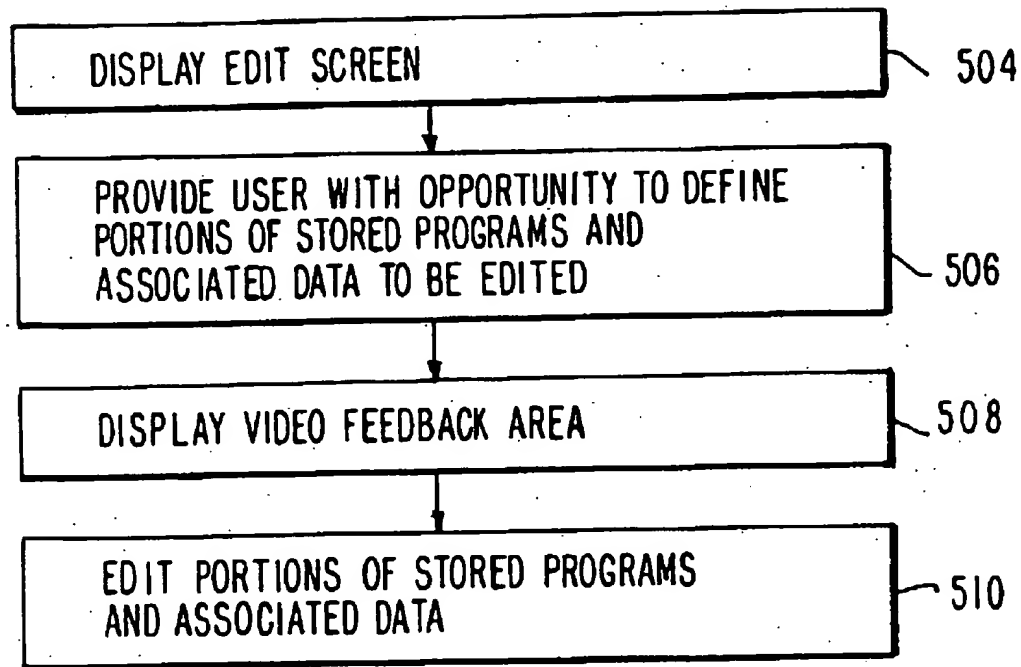 DISPLAY EDIT SCREEN
504
PROVIDE USER WITH OPPORTUNITY TO DEFINE
PORTIONS OF STORED PROGRAMS AND
ASSOCIATED DATA TO BE EDITED
506
DISPLAY VIDEO FEEDBACK AREA
508
EDIT PORTIONS OF STORED PROGRAMS
AND ASSOCIATED DATA
510